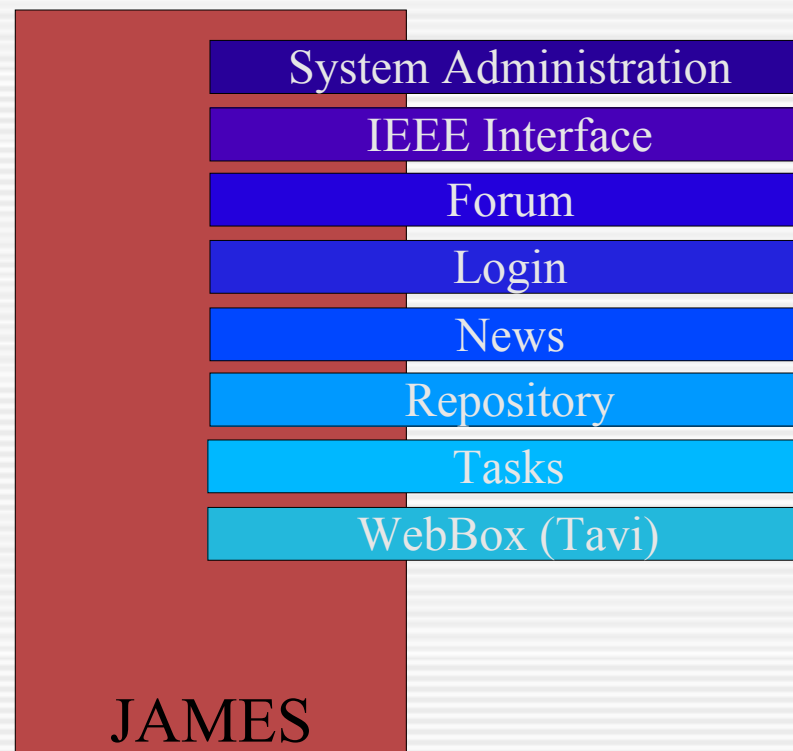 System Administration
IEEE Interface
Forum
Login
News
Repository
Tasks
WebBox (Tavi)
JAMES